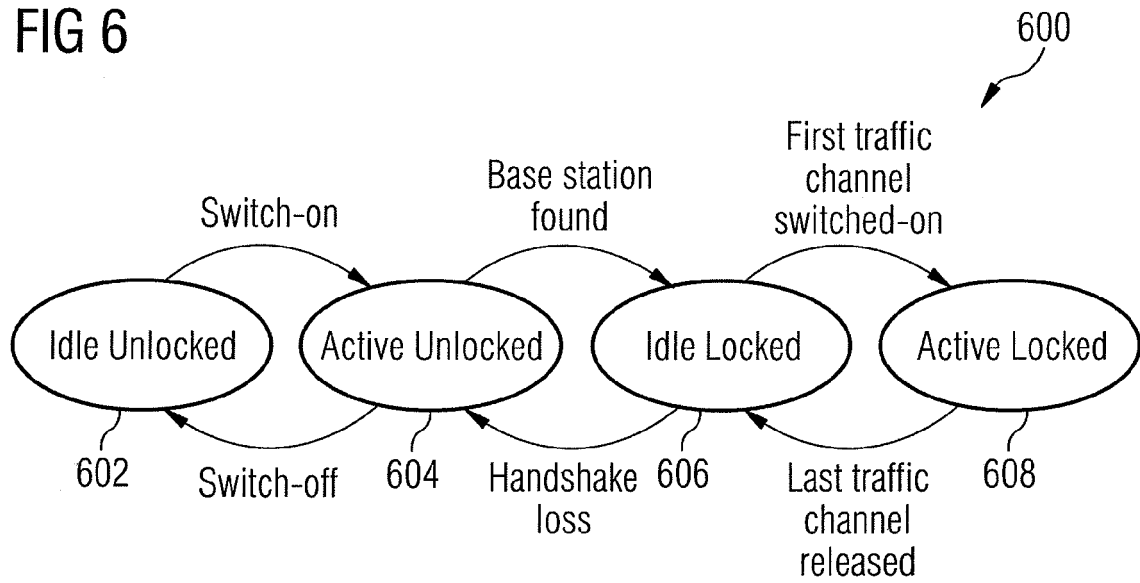 FIG 6
600
Switch-on
Base station
found
First traffic
channel
switched-on
Idle Unlocked
Active Unlocked
Idle Locked
Active Locked
602
Switch-off
604
Handshake
loss
606
Last traffic
channel
released
608